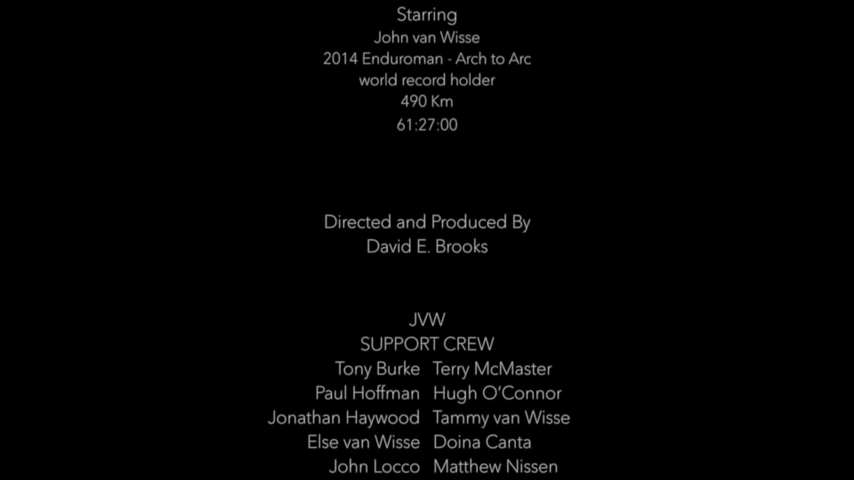 Starring
John van Wisse
2014 Enduroman - Arch to Arc
world record holder
490 Km
61:27:00
Directed and Produced By
David E. Brooks
JVW
SUPPORT CREW
Tony Burke Terry McMaster
Paul Hoffman Hugh O'Connor
Jonathan Haywood Tammy van Wisse
Else van Wisse Doina Canta
John Locco Matthew Nissen